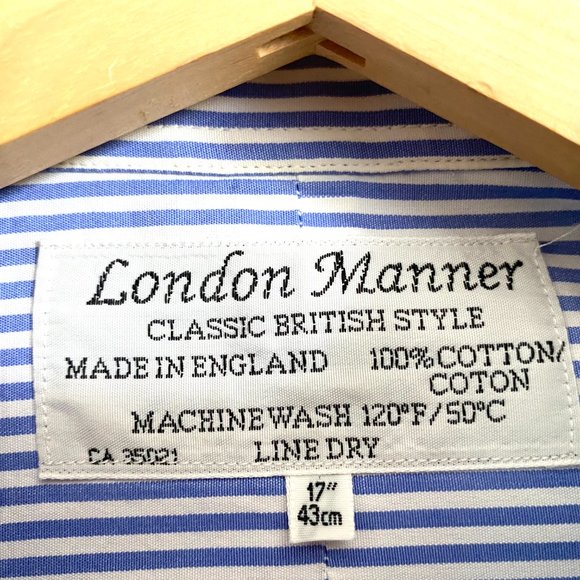 London Manner
CLASSIC BRITISH STYLE
MADE IN ENGLAND 100% COTTON/
COTON
MACHINE WASH 120°F/50°C
CA 35021 LINE DRY
17"
43cm